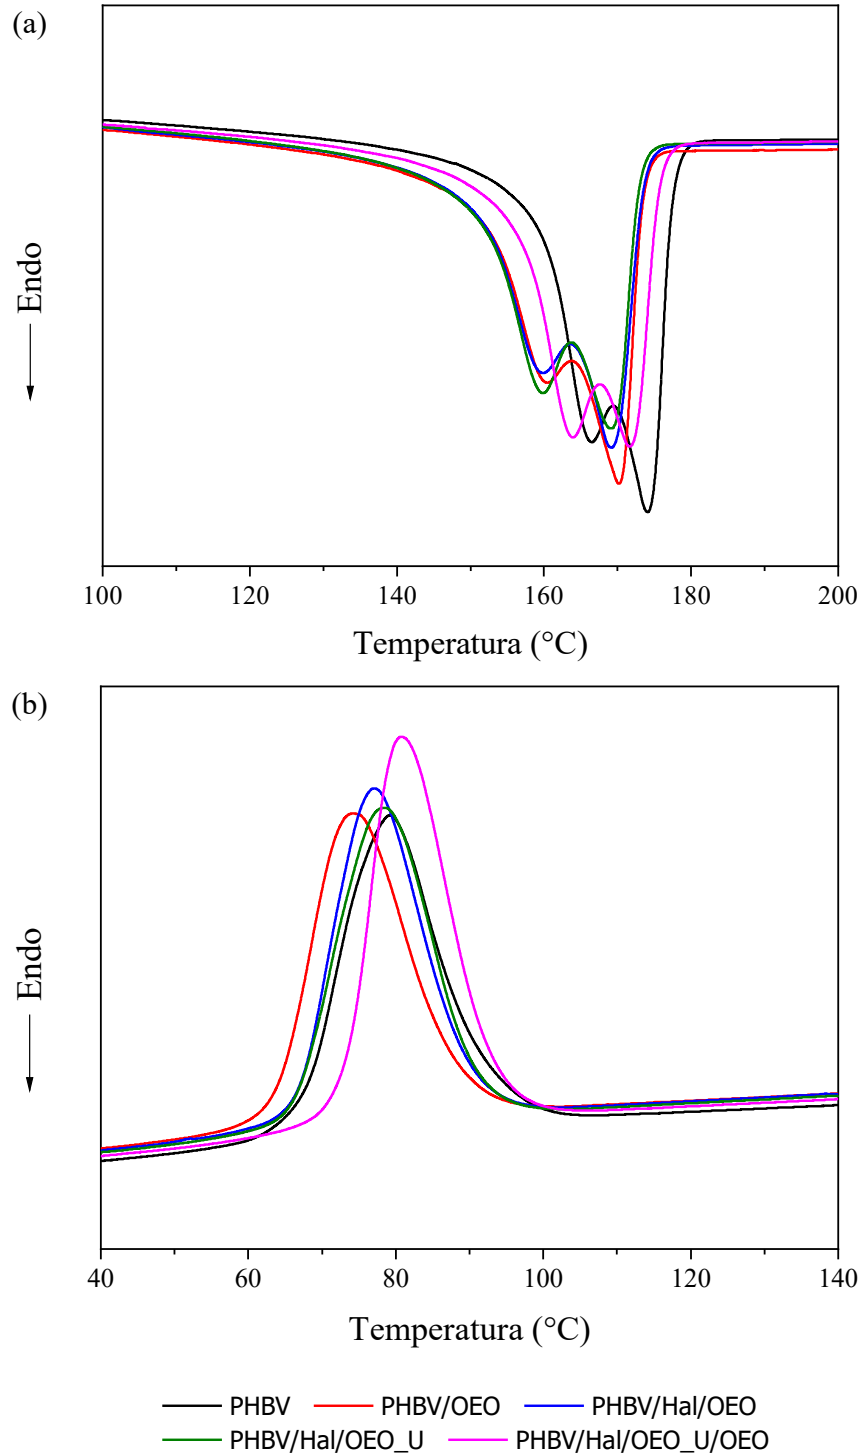 (a)
Endo
100 120 140 160 180 200
Temperatura (°C)
(b)
Endo
40 60 80 100 120 140
Temperatura (°C)
PHBV PHBV/OEO PHBV/Hal/OEO
PHBV/Hal/OEO_U PHBV/Hal/OEO_U/OEO